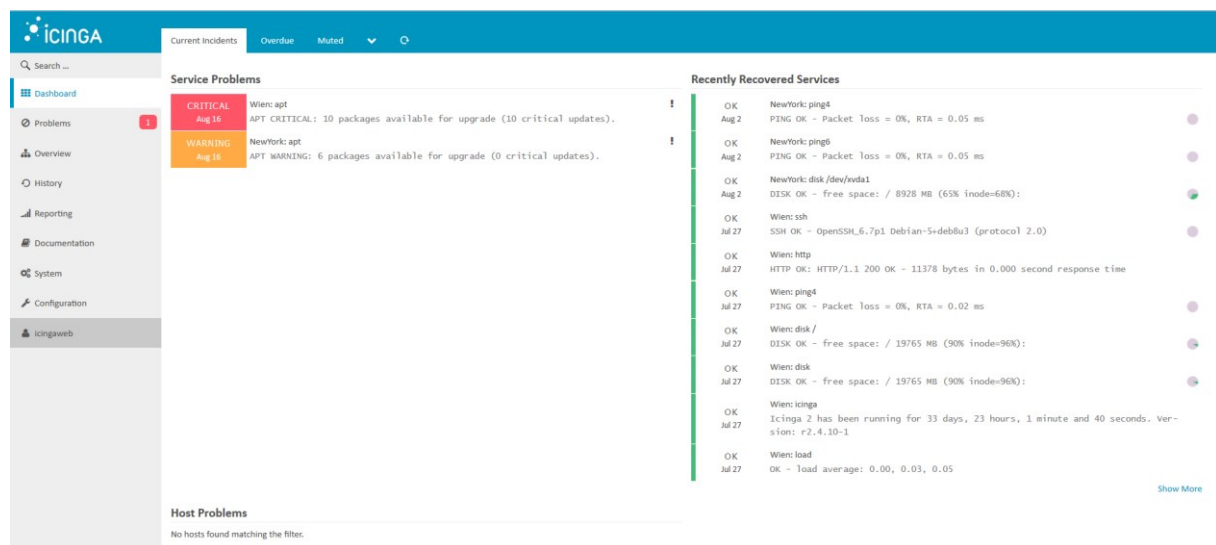 icinga
Current Incidents
Overdue
Muted
Search ...
Dashboard
Problems
1
Overview
History
Reporting
Documentation
System
Configuration
icingaweb
Service Problems
CRITICAL
Aug 16
Wien: apt
APT CRITICAL: 10 packages available for upgrade (10 critical updates).
!
WARNING
Aug 16
NewYork: apt
APT WARNING: 6 packages available for upgrade (0 critical updates).
!
Host Problems
No hosts found matching the filter.
Recently Recovered Services
OK
Aug 2
NewYork: ping4
PING OK - Packet loss = 0%, RTA = 0.05 ms
OK
Aug 2
NewYork: ping6
PING OK - Packet loss = 0%, RTA = 0.05 ms
OK
Aug 2
NewYork: disk /dev/xvda1
DISK OK - free space: / 8928 MB (65% inode=68%):
OK
Jul 27
Wien: ssh
SSH OK - OpenSSH_6.7p1 Debian-5+deb8u3 (protocol 2.0)
OK
Jul 27
Wien: http
HTTP OK: HTTP/1.1 200 OK - 11378 bytes in 0.000 second response time
OK
Jul 27
Wien: ping4
PING OK - Packet loss = 0%, RTA = 0.02 ms
OK
Jul 27
Wien: disk /
DISK OK - free space: / 19765 MB (90% inode=96%):
OK
Jul 27
Wien: disk
DISK OK - free space: / 19765 MB (90% inode=96%):
OK
Jul 27
Wien: icinga
Icinga 2 has been running for 33 days, 23 hours, 1 minute and 40 seconds. Ver-
sion: r2.4.10-1
OK
Jul 27
Wien: load
OK - load average: 0.00, 0.03, 0.05
Show More